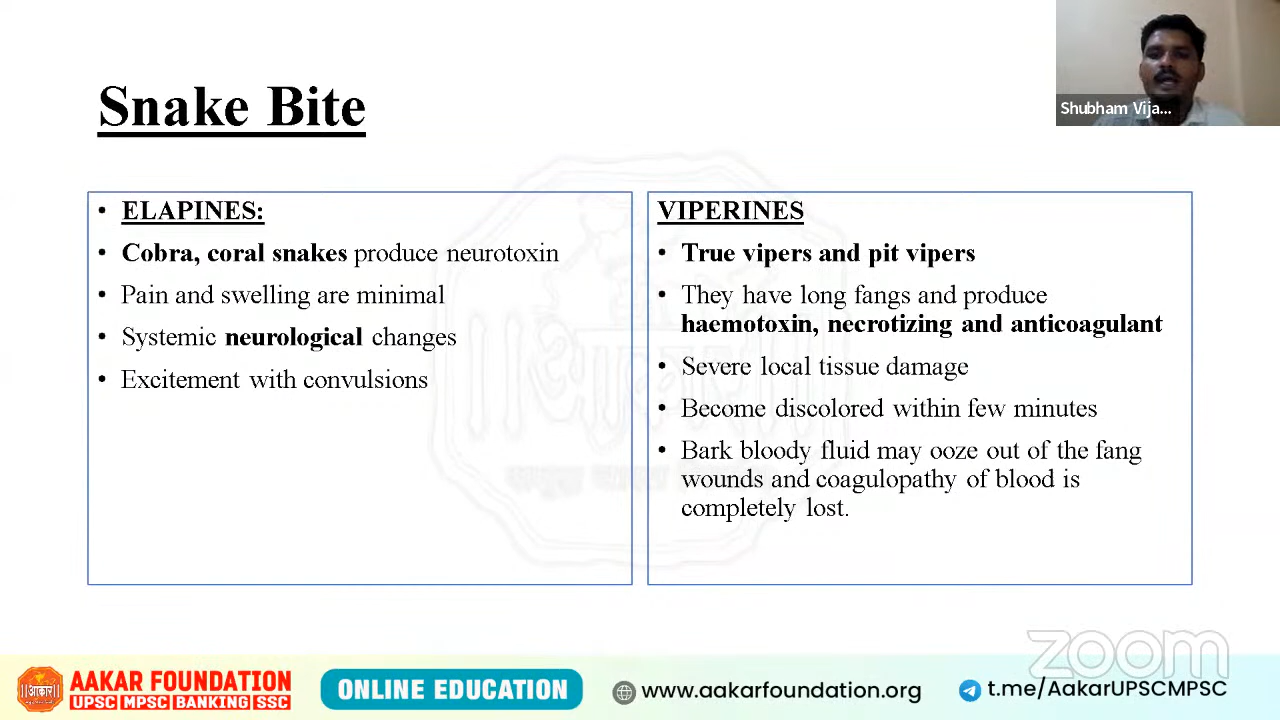 Shubham Vija...
Snake Bite
• ELAPINES:
• Cobra, coral snakes produce neurotoxin
• Pain and swelling are minimal
• Systemic neurological changes
• Excitement with convulsions
VIPERINES
• True vipers and pit vipers
• They have long fangs and produce
haemotoxin, necrotizing and anticoagulant
• Severe local tissue damage
• Become discolored within few minutes
• Bark bloody fluid may ooze out of the fang
wounds and coagulopathy of blood is
completely lost.
zoom
आकार
AAKAR FOUNDATION
UPSC MPSC BANKING SSC
ONLINE EDUCATION
www.aakarfoundation.org
t.me/AakarUPSCMPSC